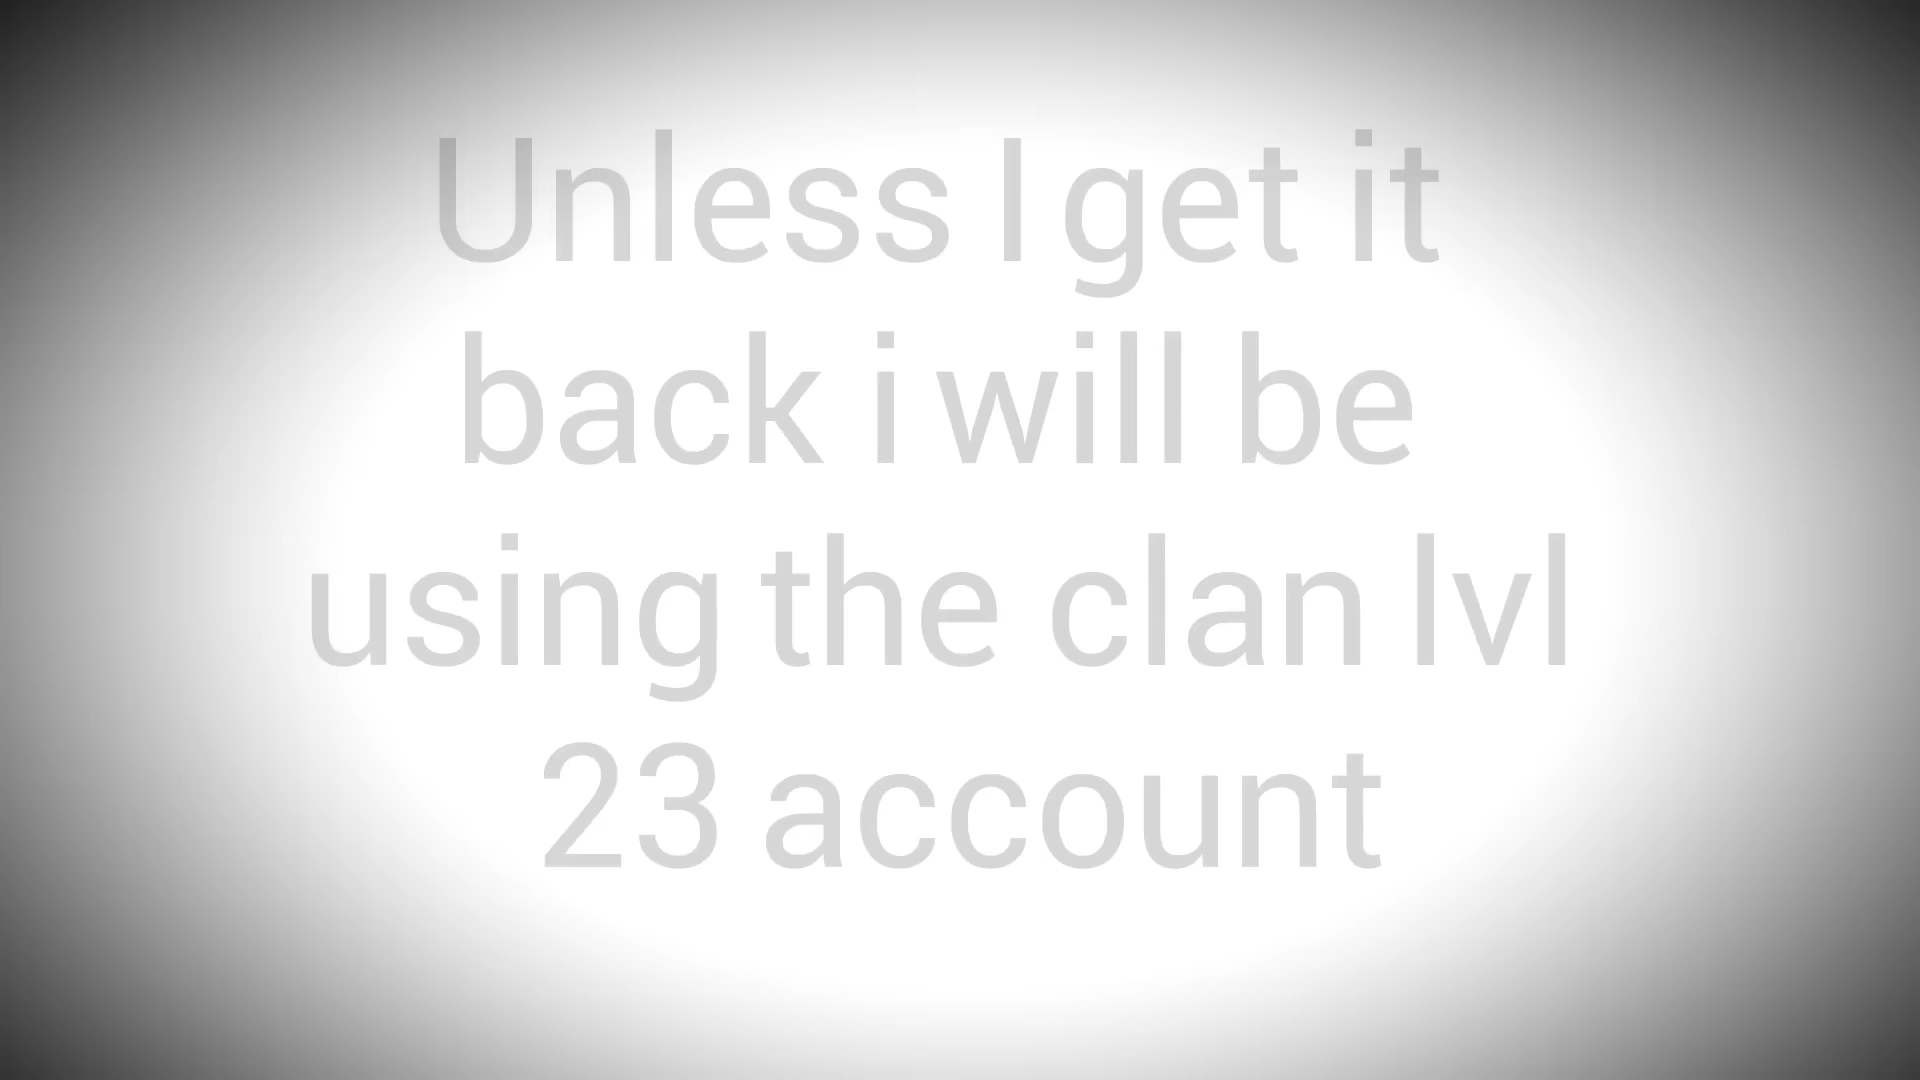 Unless I get it
back i will be
using the clan lvl
23 account